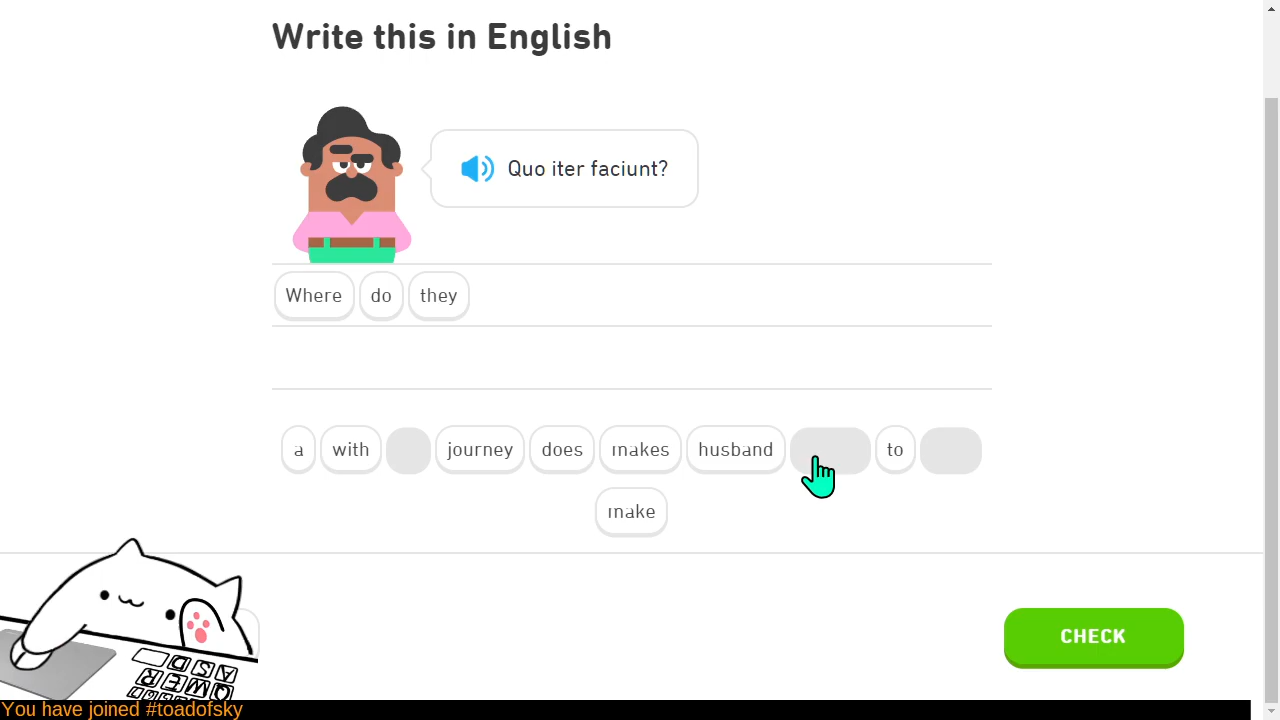 Write this in English
Quo iter faciunt?
Where do they
a with journey does makes husband to
make
CHECK
You have joined #toadofsky